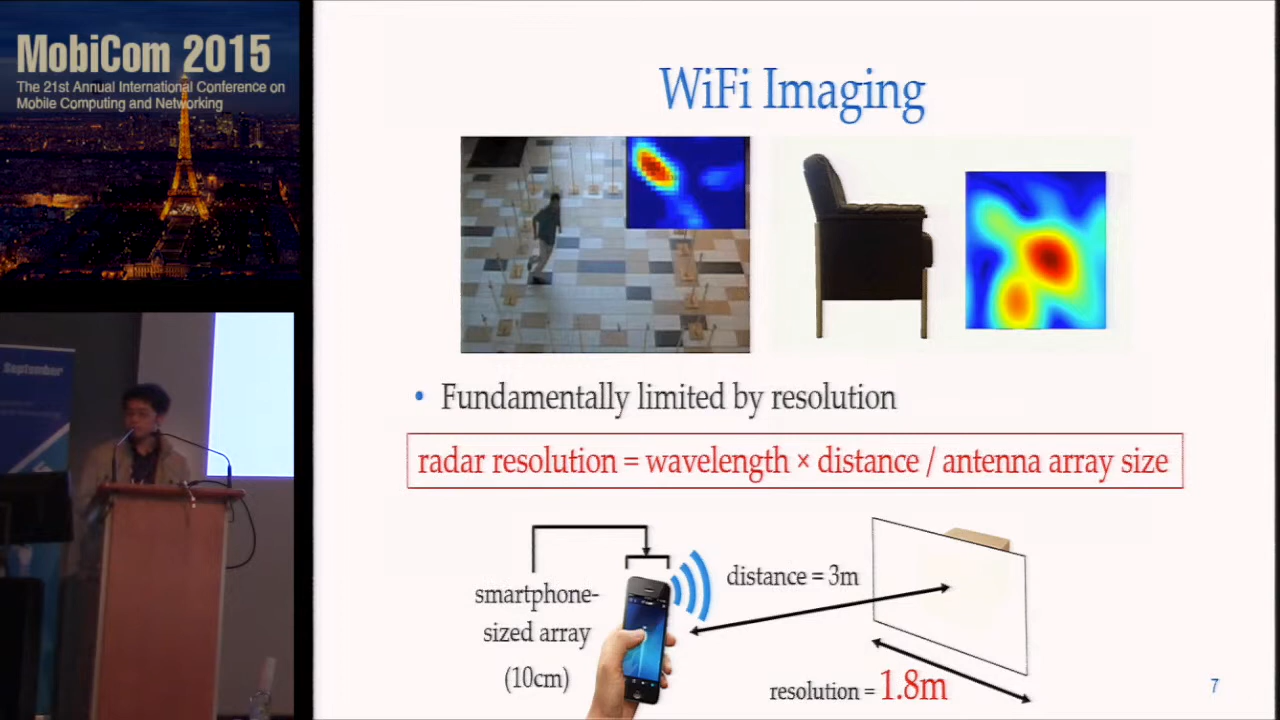 MobiCom 2015
The 21st Annual International Conference on
Mobile Computing and Networking
September
WiFi Imaging
• Fundamentally limited by resolution
radar resolution = wavelength × distance / antenna array size
smartphone-
sized array
(10cm)
distance = 3m
resolution = 1.8m
7